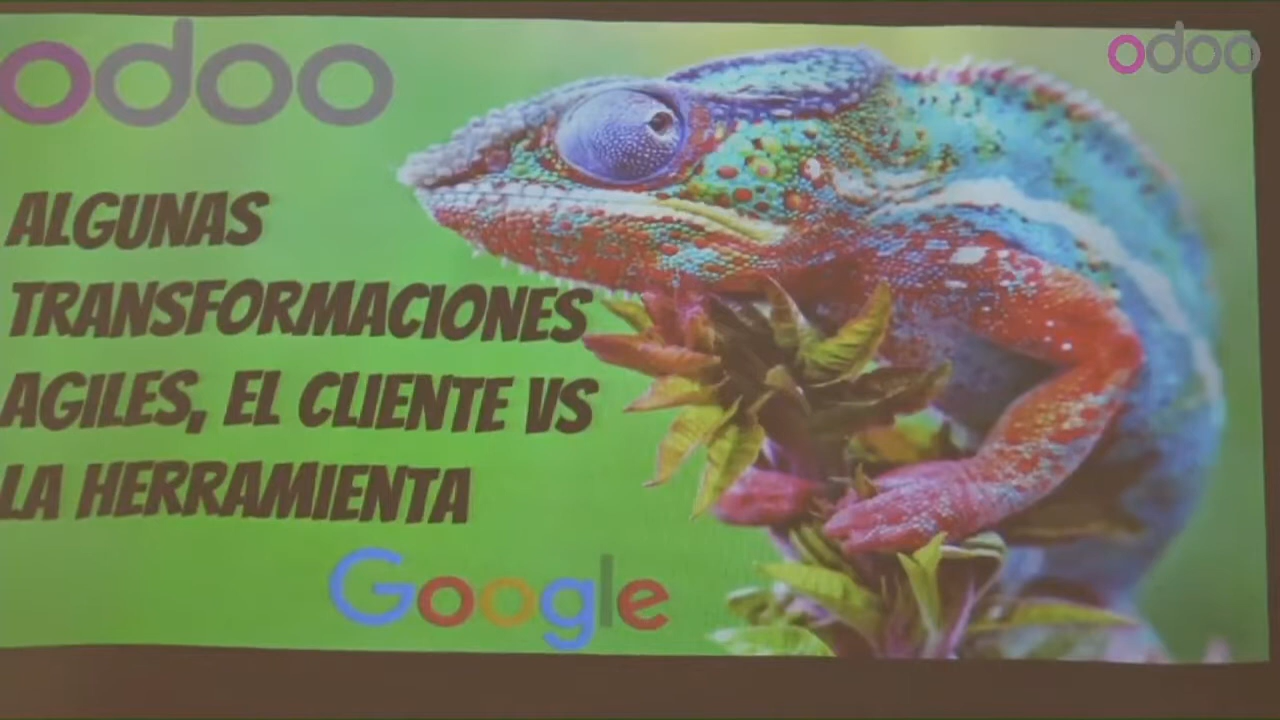 odoo
odoo
ALGUNAS
TRANSFORMACIONES
AGILES, EL CLIENTE VS
LA HERRAMIENTA
Google